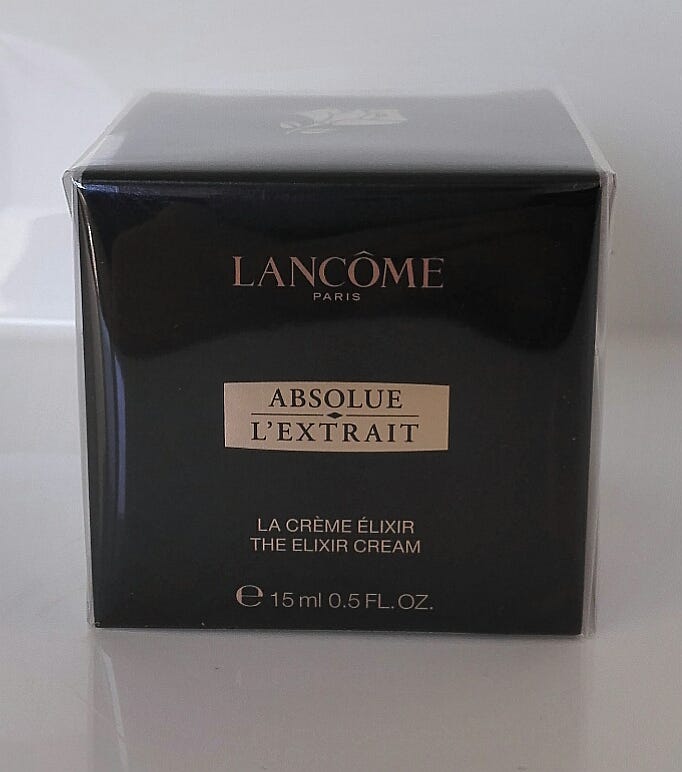 LANCÔME
PARIS
ABSOLUE
L'EXTRAIT
LA CRÈME ÉLIXIR
THE ELIXIR CREAM
℮ 15 ml 0.5 FL. OZ.